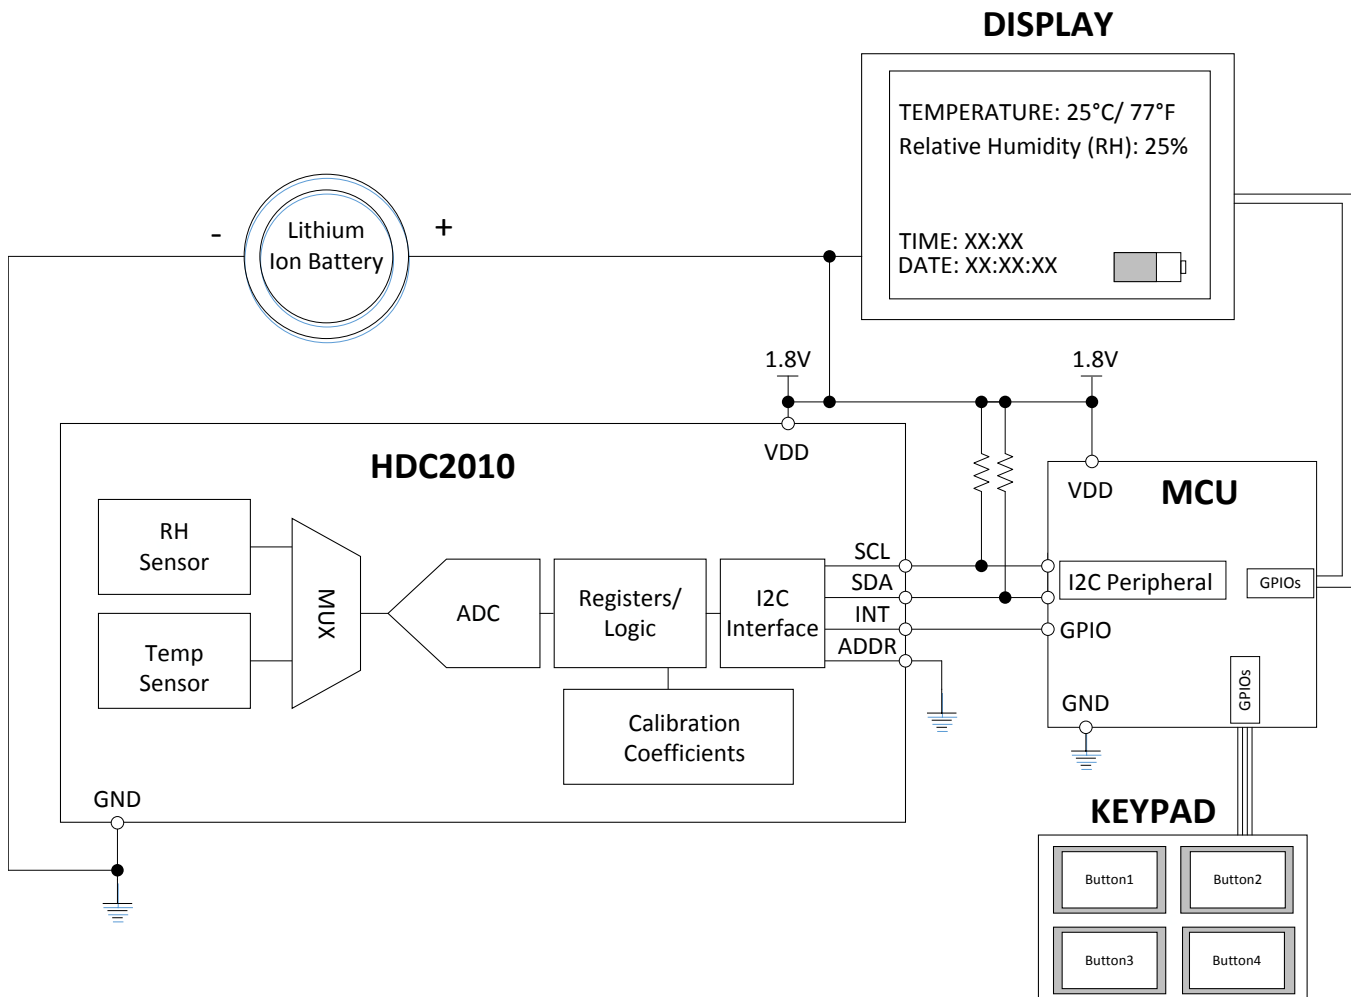 DISPLAY
TEMPERATURE: 25°C/ 77°F
Relative Humidity (RH): 25%
TIME: XX:XX
DATE: XX:XX:XX
-
Lithium
Ion Battery
+
1.8V
1.8V
VDD
HDC2010
RH
Sensor
Temp
Sensor
MUX
ADC
Registers/
Logic
I2C
Interface
Calibration
Coefficients
SCL
SDA
INT
ADDR
GND
VDD
MCU
I2C Peripheral
GPIOs
GPIO
GPIOs
GND
KEYPAD
Button1
Button2
Button3
Button4